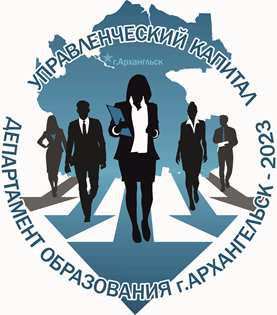 УПРАВЛЕНЧЕСКИЙ КАПИТАЛ
г.Архангельск
ДЕПАРТАМЕНТ ОБРАЗОВАНИЯ г.АРХАНГЕЛЬСК - 2023